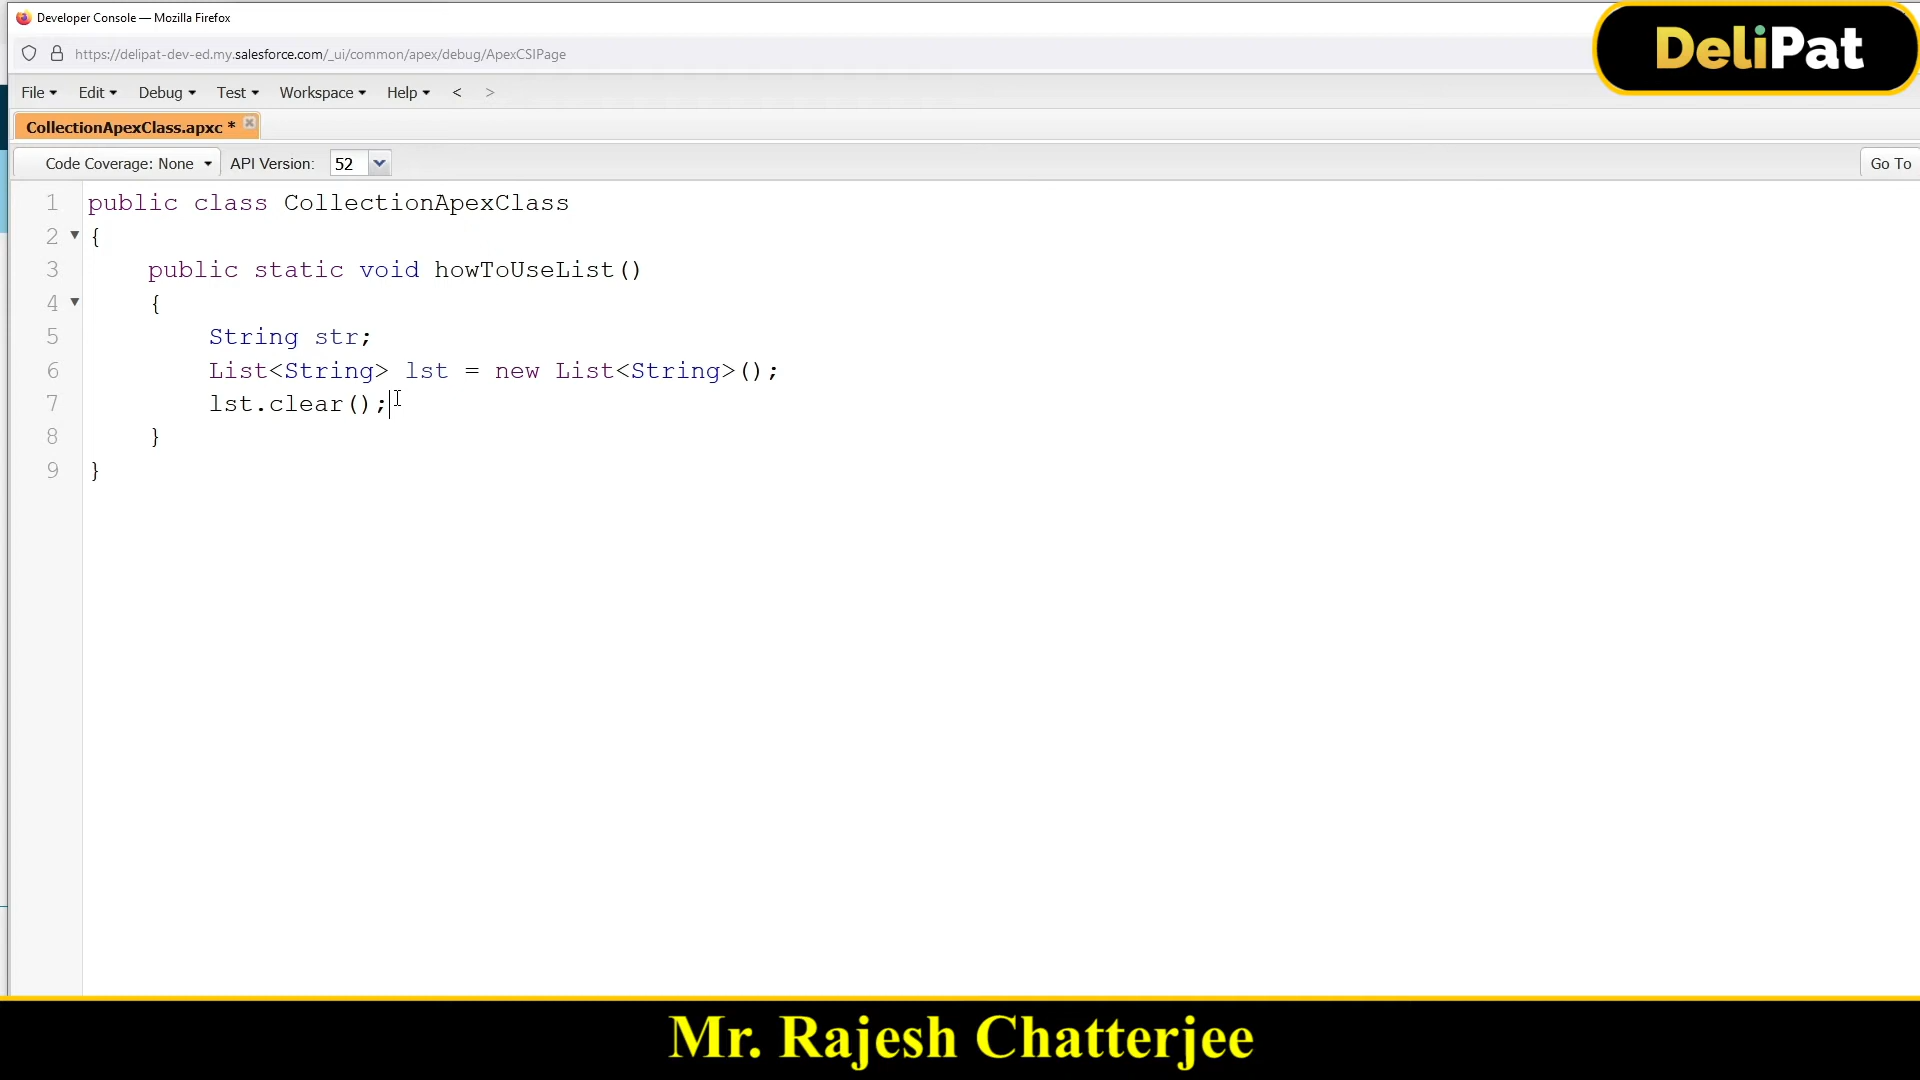 Developer Console — Mozilla Firefox
DeliPat
https://delipat-dev-ed.my.salesforce.com/_ui/common/apex/debug/ApexCSIPage
File Edit Debug Test Workspace Help < >
CollectionApexClass.apxc *
Code Coverage: None API Version: 52 Go To
1 public class CollectionApexClass
2 {
3 public static void howToUseList()
4 {
5 String str;
6 List<String> lst = new List<String>();
7 lst.clear();
8 }
9 }
Mr. Rajesh Chatterjee